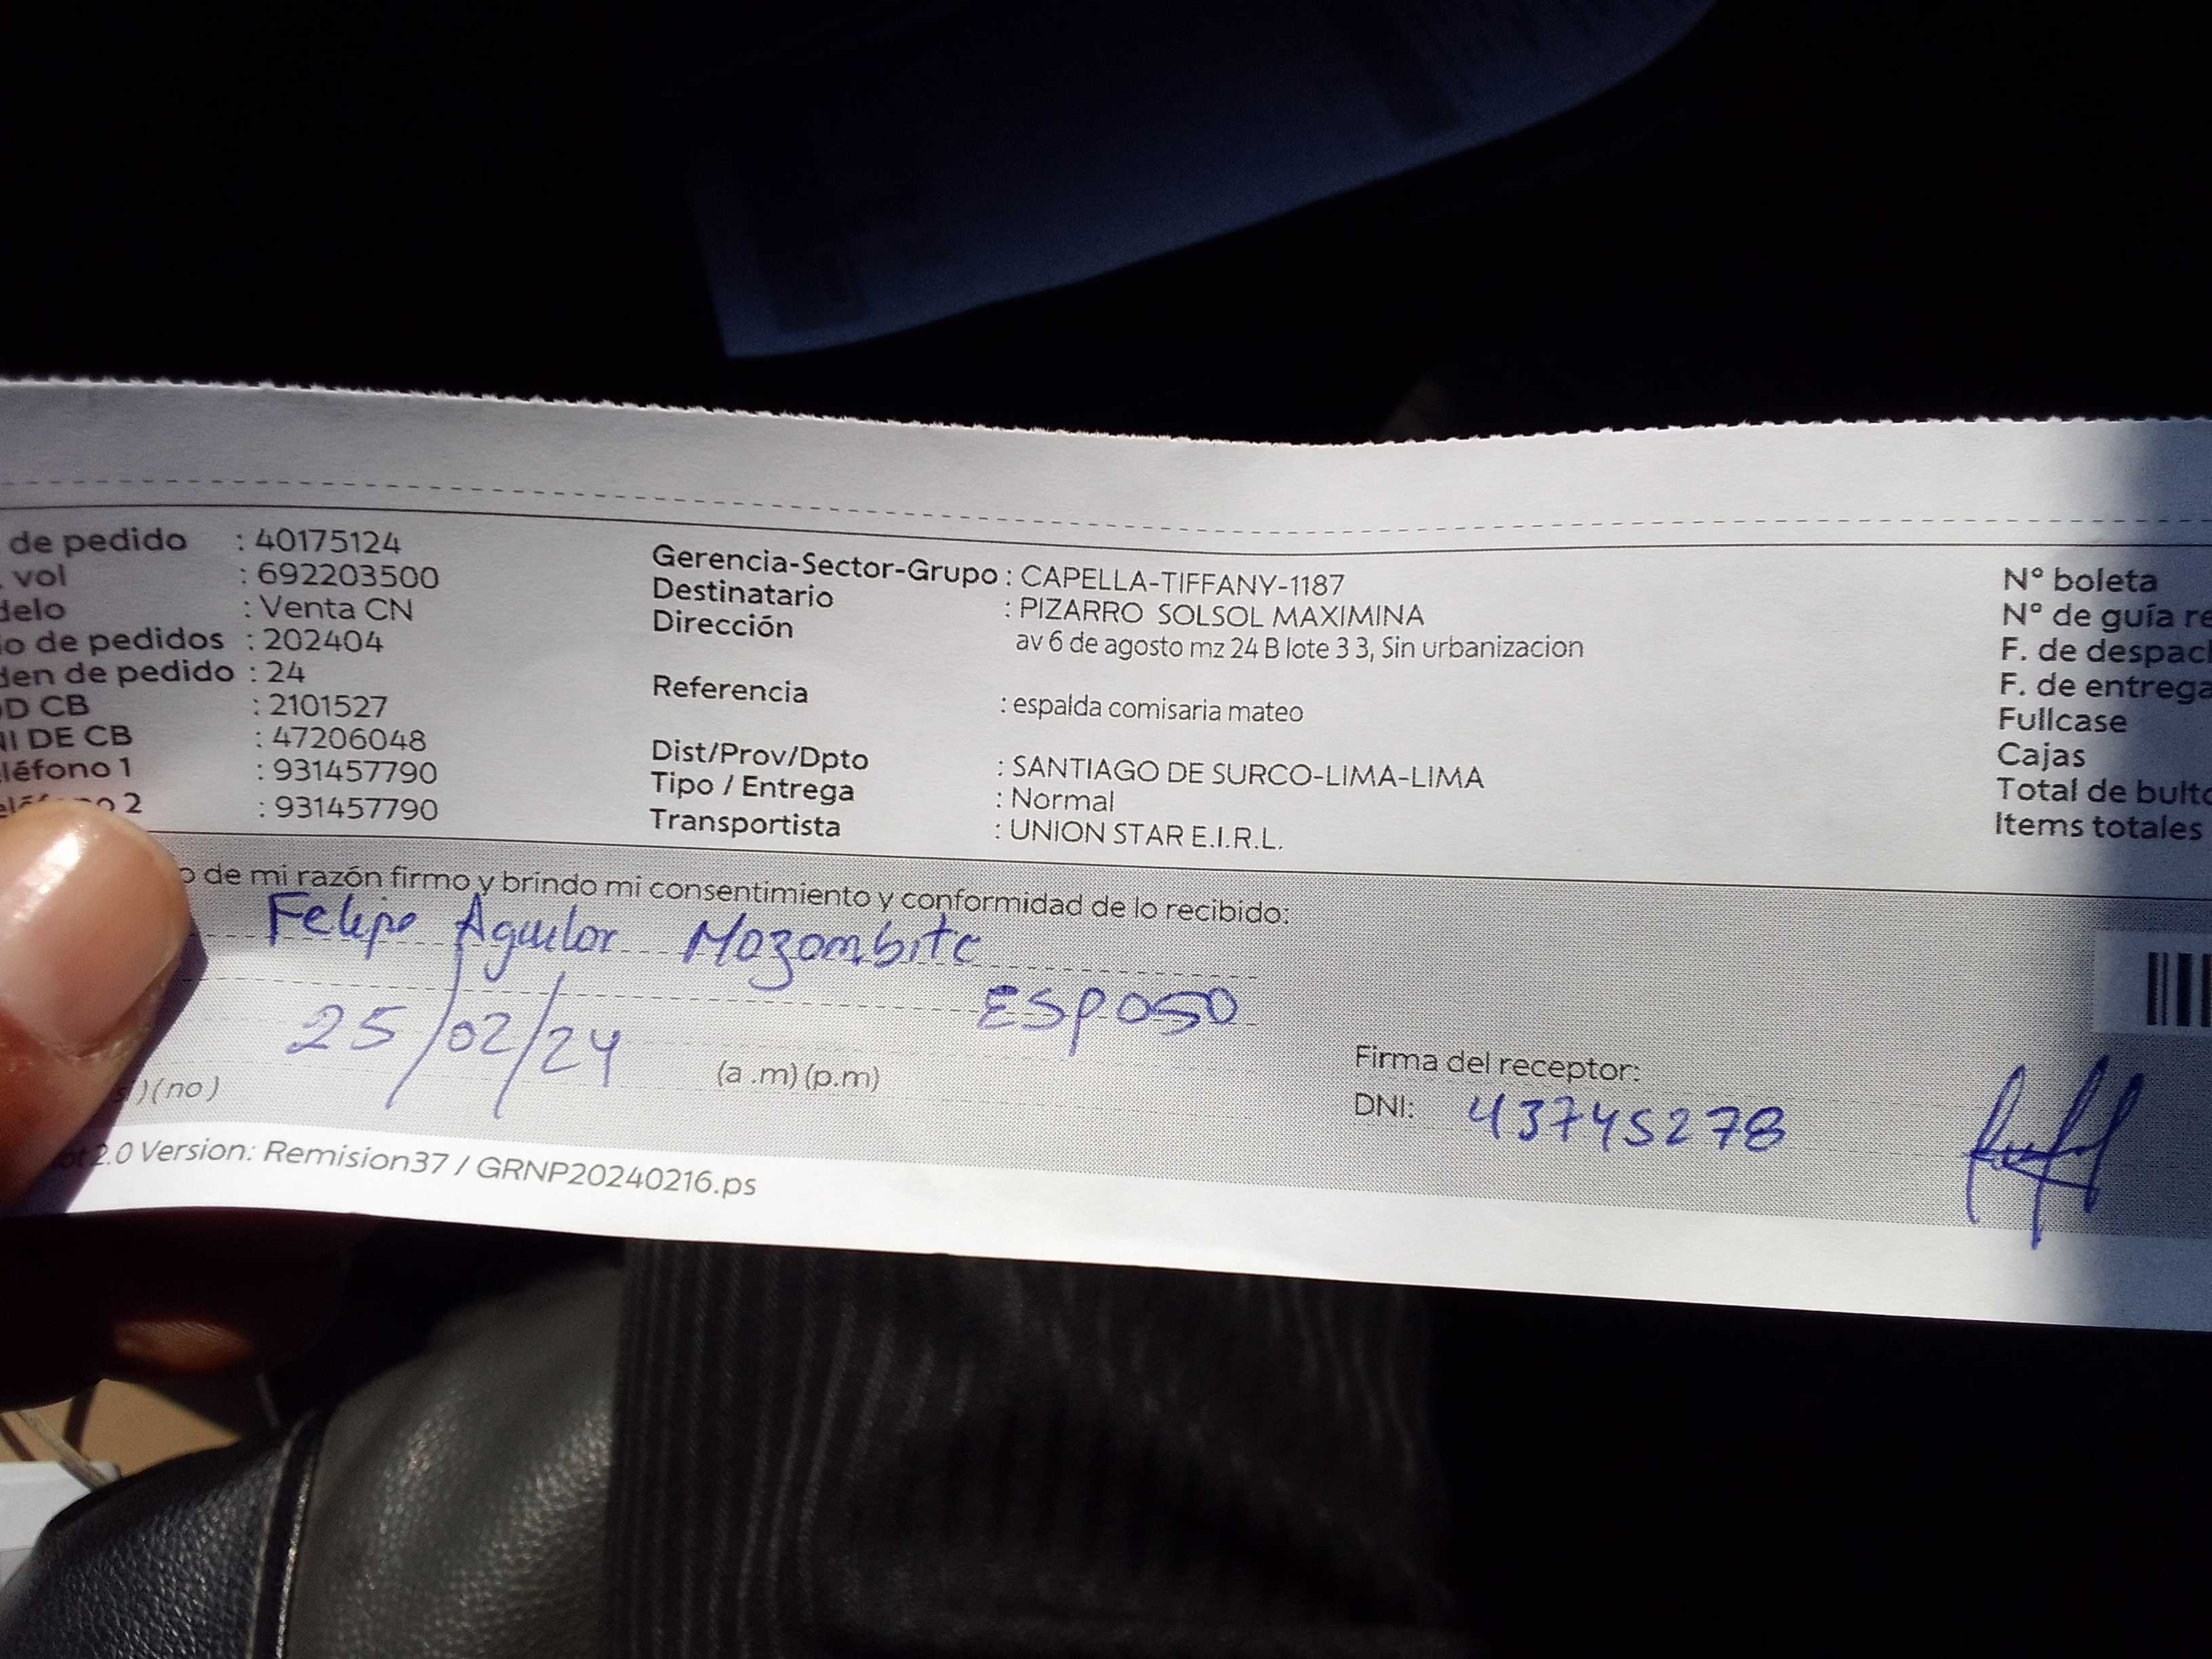 de pedido : 40175124
vol : 692203500
delo : Venta CN
o de pedidos : 202404
den de pedido : 24
OD CB : 2101527
NI DE CB : 47206048
léfono 1 : 931457790
2 : 931457790
Gerencia-Sector-Grupo : CAPELLA-TIFFANY-1187
Destinatario : PIZARRO SOLSOL MAXIMINA
Dirección av 6 de agosto mz 24 B lote 3 3, Sin urbanizacion
Referencia : espalda comisaria mateo
Dist/Prov/Dpto : SANTIAGO DE SURCO-LIMA-LIMA
Tipo / Entrega : Normal
Transportista : UNION STAR E.I.R.L.
N° boleta
N° de guía re
F. de despacl
F. de entrega
Fullcase
Cajas
Total de bulto
Items totales
o de mi razón firmo y brindo mi consentimiento y conformidad de lo recibido:
Felipe Aguilar Mozombite
ESPOSO
25/02/24 (a .m) (p.m)
) (no)
Firma del receptor:
DNI: 43745278
2.0 Version: Remision37 / GRNP20240216.ps